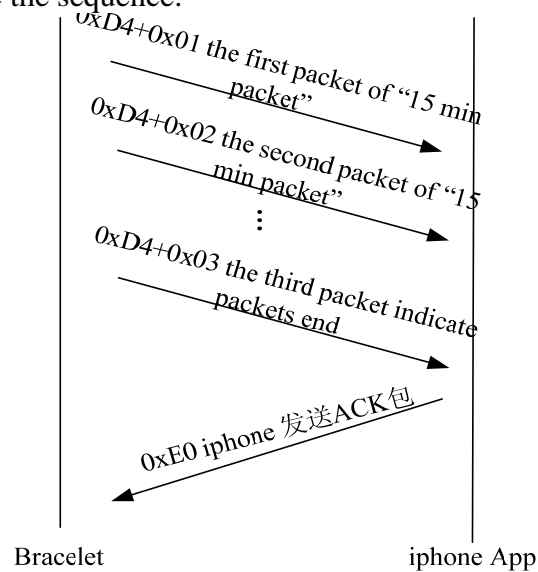 the sequence.
0xD4+0x01 the first packet of “15 min
packet”
0xD4+0x02 the second packet of “15
min packet”
0xD4+0x03 the third packet indicate
packets end
0xE0 iphone 发送ACK包
Bracelet
iphone App